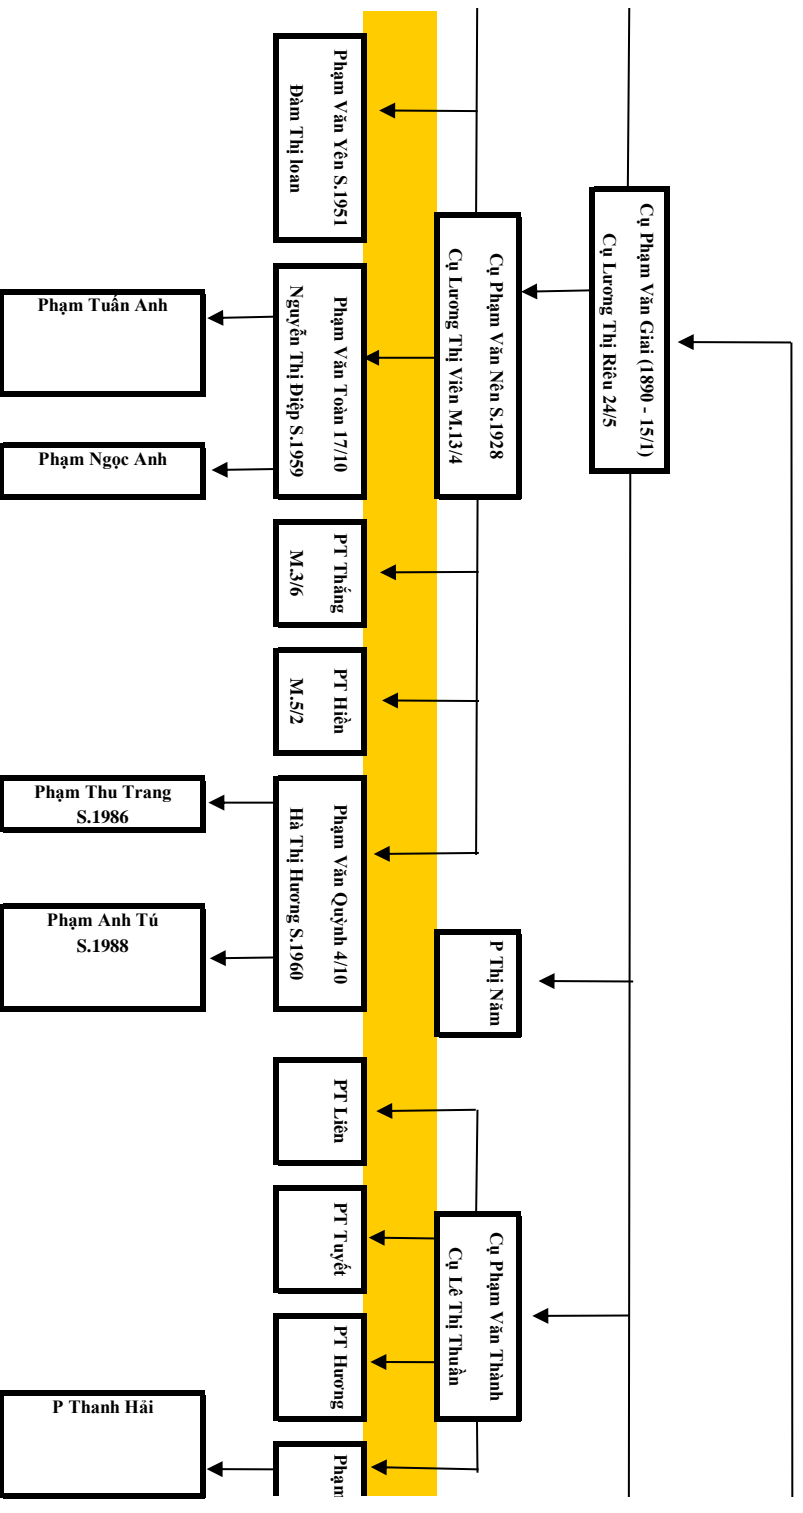 Cụ Phạm Văn Giai (1890 - 15/1)
Cụ Lương Thị Riêu 24/5
Cụ Phạm Văn Nên S.1928
Cụ Lương Thị Viên M.13/4
P Thị Năm
Cụ Phạm Văn Thành
Cụ Lê Thị Thuần
Phạm Văn Yên S.1951
Đàm Thị loan
Phạm Văn Toàn 17/10
Nguyễn Thị Điệp S.1959
PT Thắng
M.3/6
PT Hiền
M.5/2
Phạm Văn Quỳnh 4/10
Hà Thị Hương S.1960
PT Liên
PT Tuyết
PT Hương
Phạm
Phạm Tuấn Anh
Phạm Ngọc Anh
Phạm Thu Trang
S.1986
Phạm Anh Tú
S.1988
P Thanh Hải